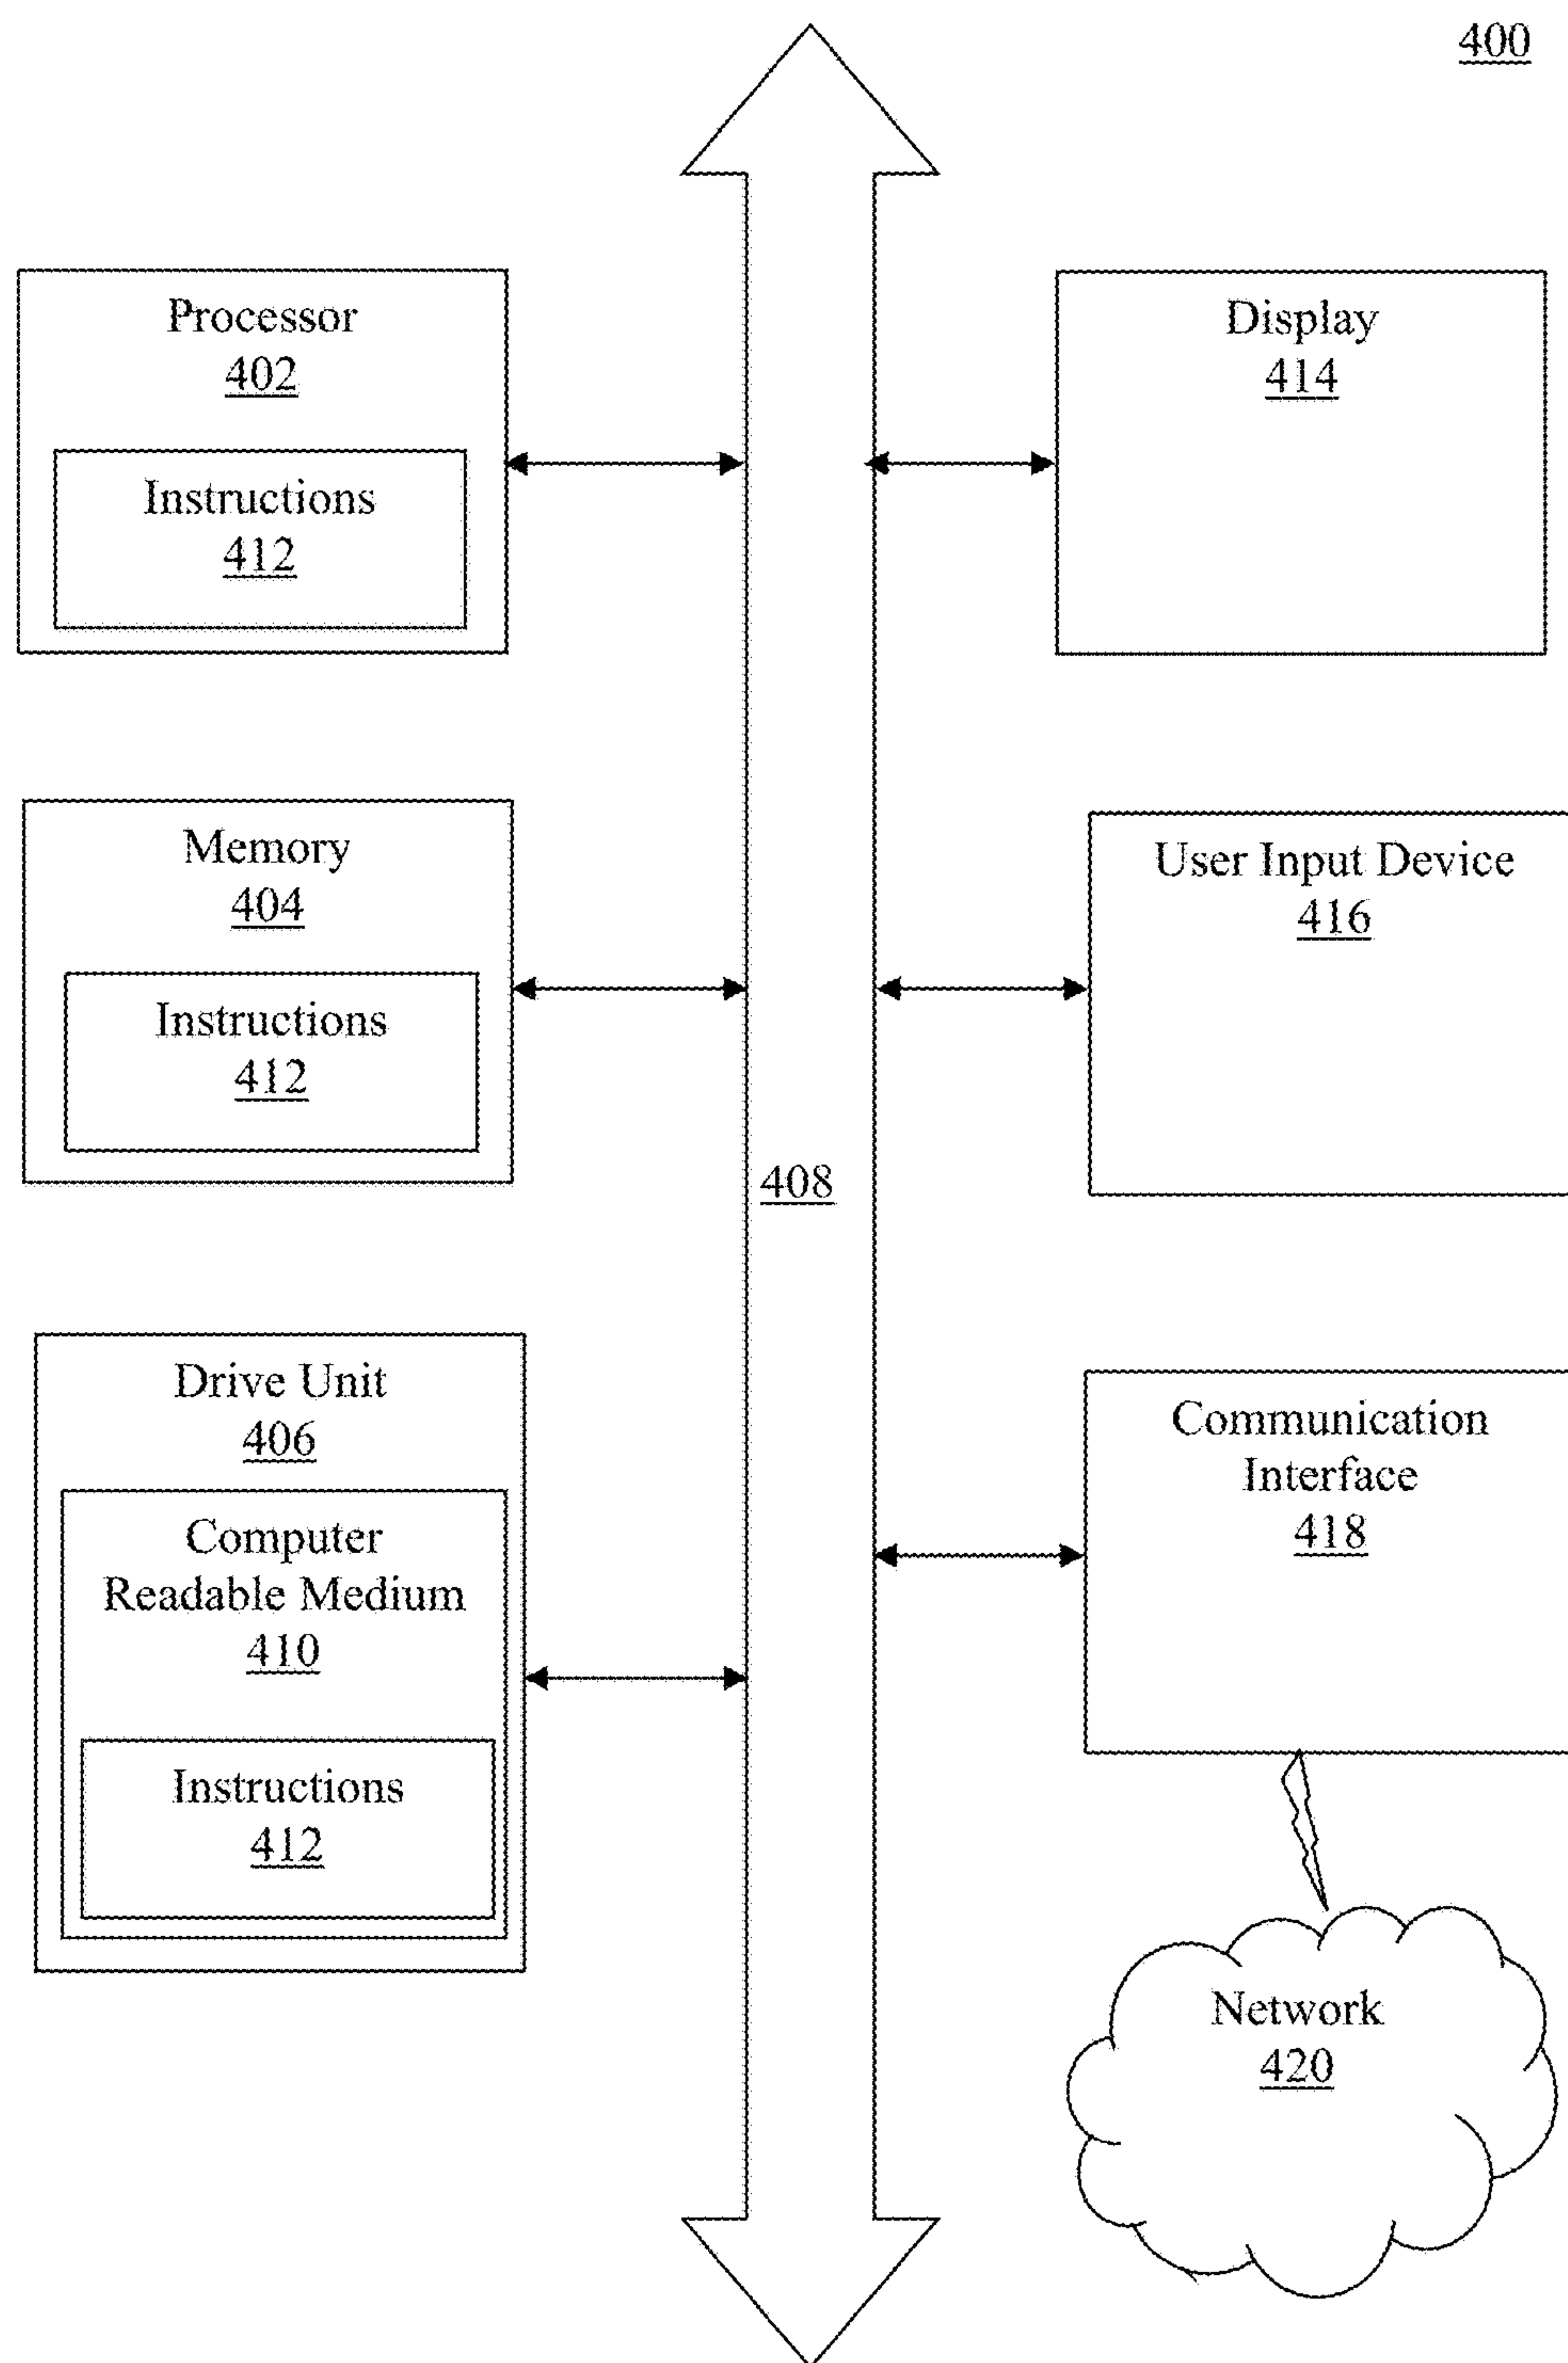 400
Processor
402
Instructions
412
Display
414
Memory
404
Instructions
412
User Input Device
416
408
Drive Unit
406
Computer
Readable Medium
410
Instructions
412
Communication
Interface
418
Network
420